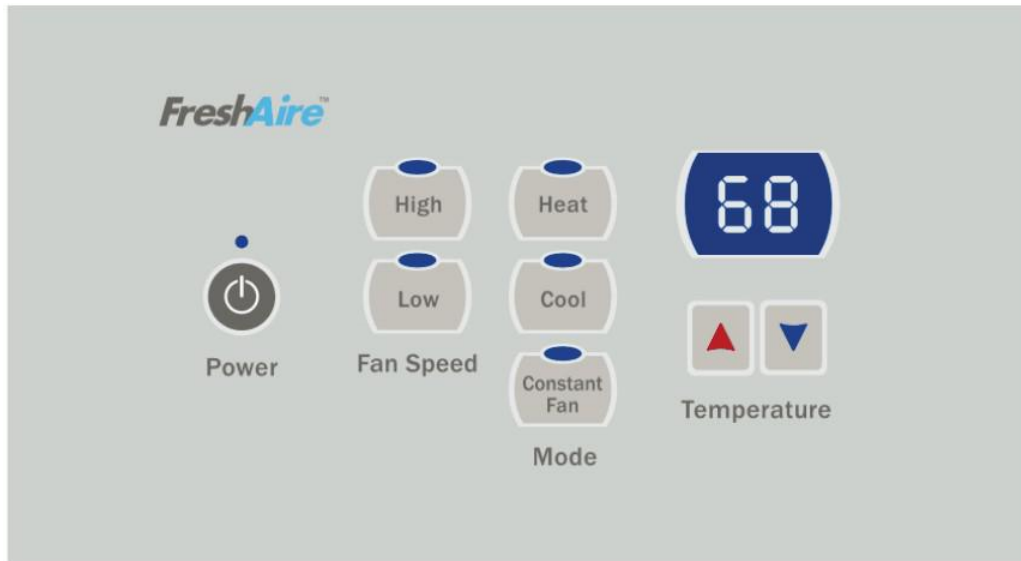 FreshAire™
High
Heat
68
Low
Cool
Power
Fan Speed
Constant
Fan
Temperature
Mode